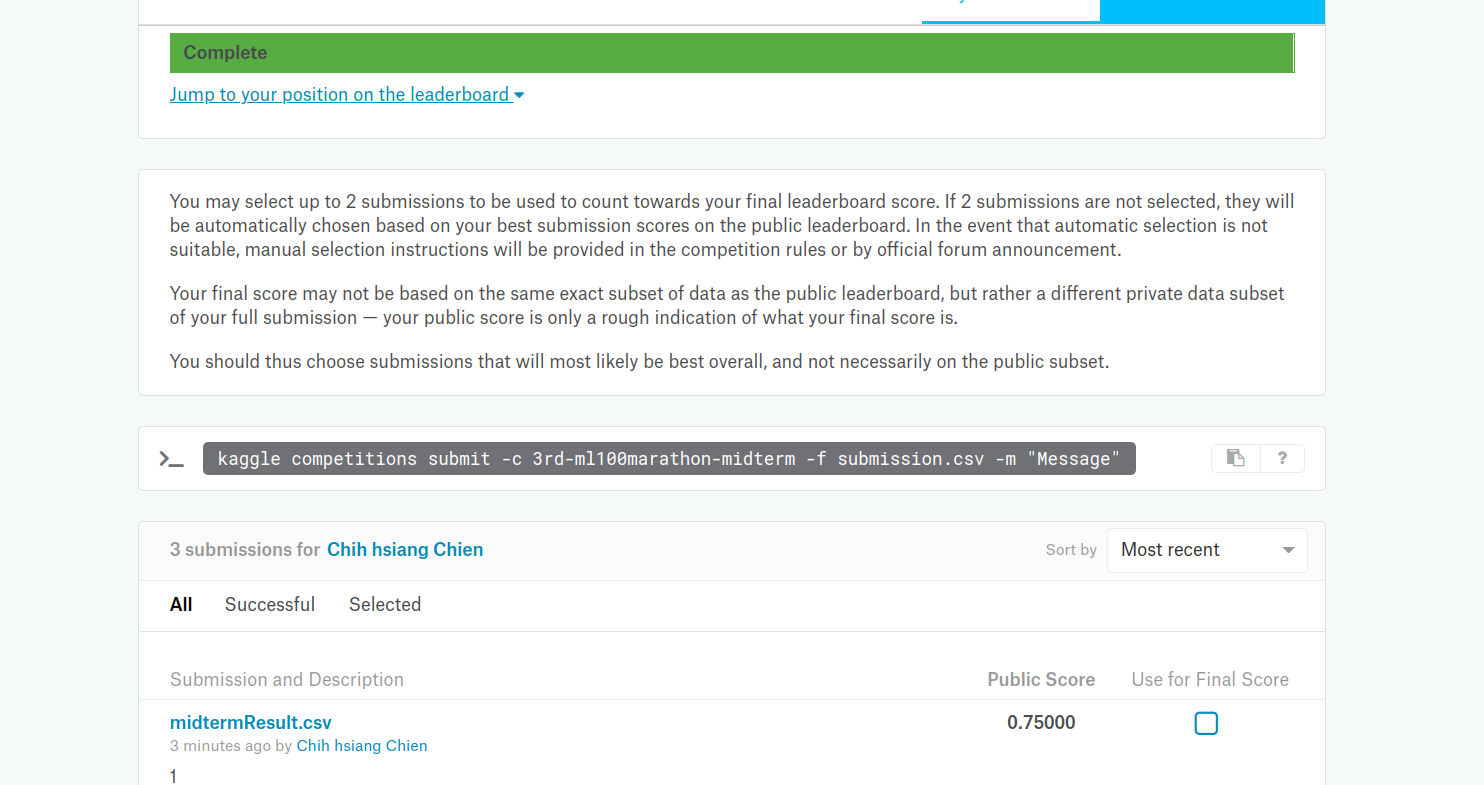 Complete
Jump to your position on the leaderboard
You may select up to 2 submissions to be used to count towards your final leaderboard score. If 2 submissions are not selected, they will
be automatically chosen based on your best submission scores on the public leaderboard. In the event that automatic selection is not
suitable, manual selection instructions will be provided in the competition rules or by official forum announcement.
Your final score may not be based on the same exact subset of data as the public leaderboard, but rather a different private data subset
of your full submission — your public score is only a rough indication of what your final score is.
You should thus choose submissions that will most likely be best overall, and not necessarily on the public subset.
>_ kaggle competitions submit -c 3rd-ml100marathon-midterm -f submission.csv -m "Message" ?
3 submissions for Chih hsiang Chien Sort by Most recent
All Successful Selected
Submission and Description Public Score Use for Final Score
midtermResult.csv 0.75000
3 minutes ago by Chih hsiang Chien
1